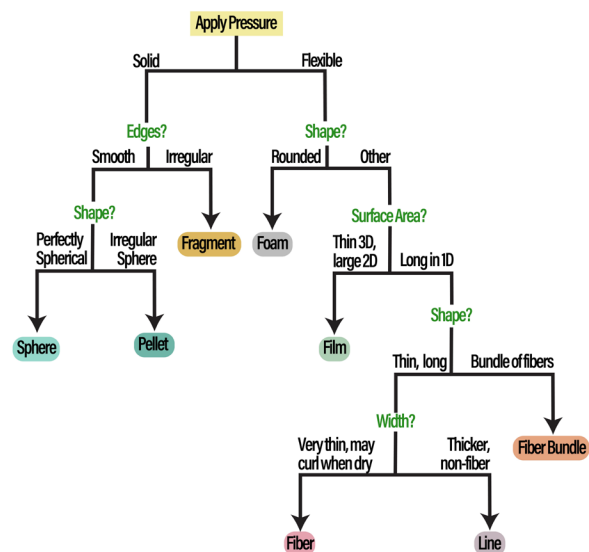 Apply Pressure
Solid
Flexible
Edges?
Shape?
Smooth
Irregular
Rounded
Other
Shape?
Surface Area?
Perfectly
Spherical
Irregular
Sphere
Fragment
Foam
Thin 3D,
large 2D
Long in 1D
Shape?
Sphere
Pellet
Film
Thin, long
Bundle of fibers
Width?
Very thin, may
curl when dry
Thicker,
non-fiber
Fiber Bundle
Fiber
Line